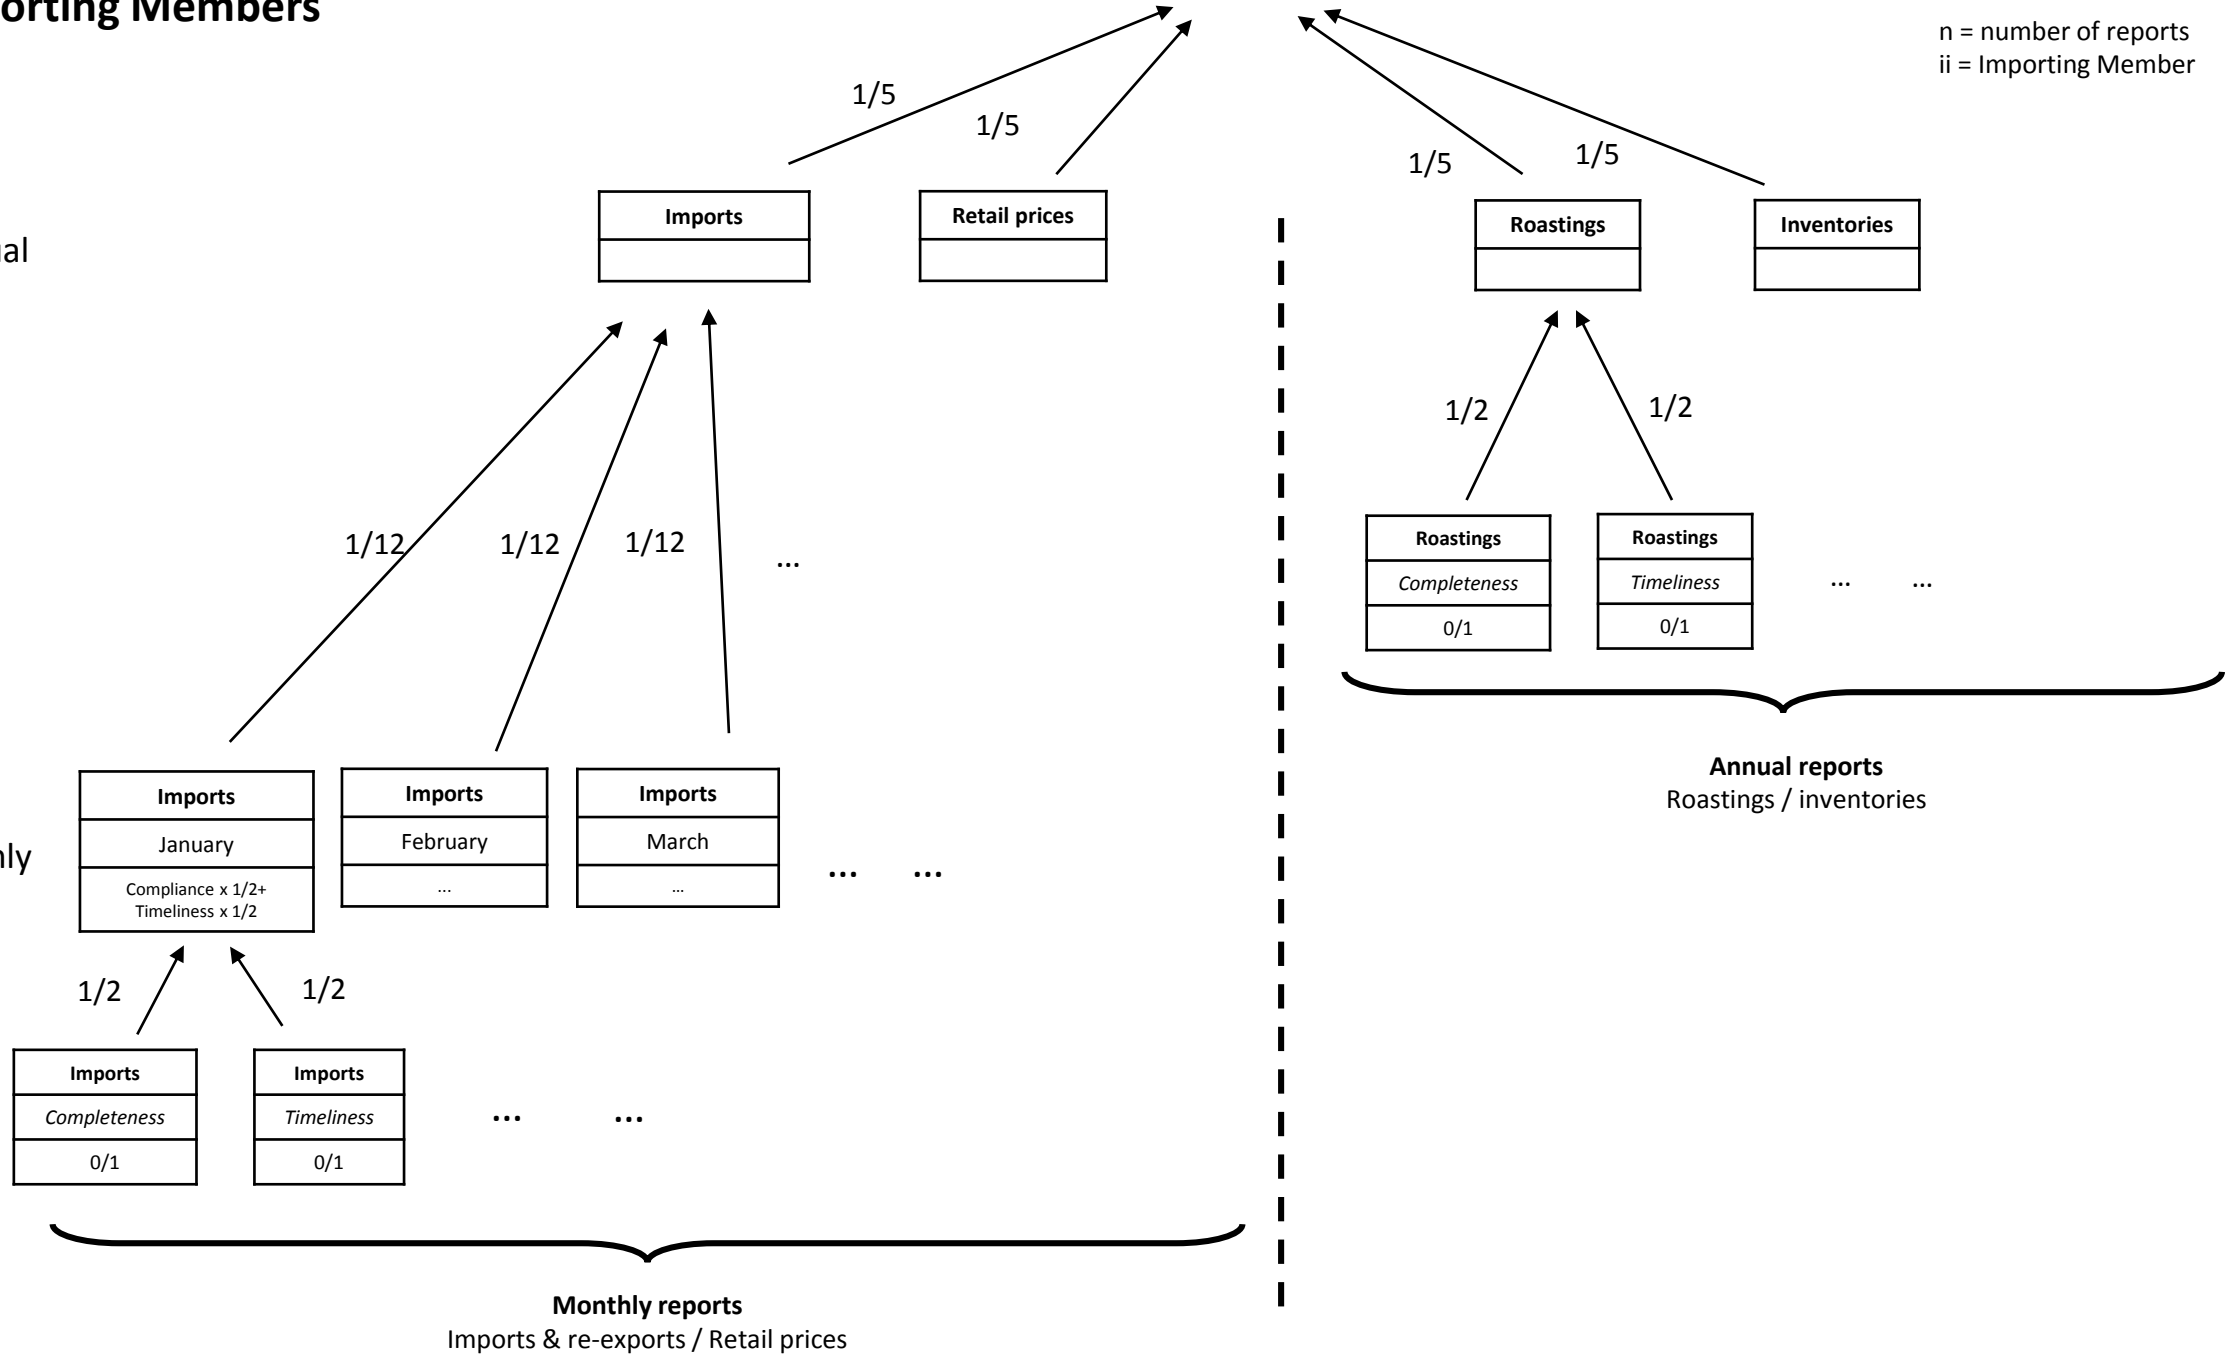 orting Members
n = number of reports
ii = Importing Member
1/5
1/5
1/5
1/5
Imports
Retail prices
Roastings
Inventories
al
1/2
1/2
1/12
1/12
1/12
...
Roastings
Completeness
0/1
Roastings
Timeliness
0/1
...
...
Annual reports
Roastings / inventories
Imports
January
Compliance x 1/2+
Timeliness x 1/2
Imports
February
...
Imports
March
...
...
...
ly
1/2
1/2
Imports
Completeness
0/1
Imports
Timeliness
0/1
...
...
Monthly reports
Imports & re-exports / Retail prices